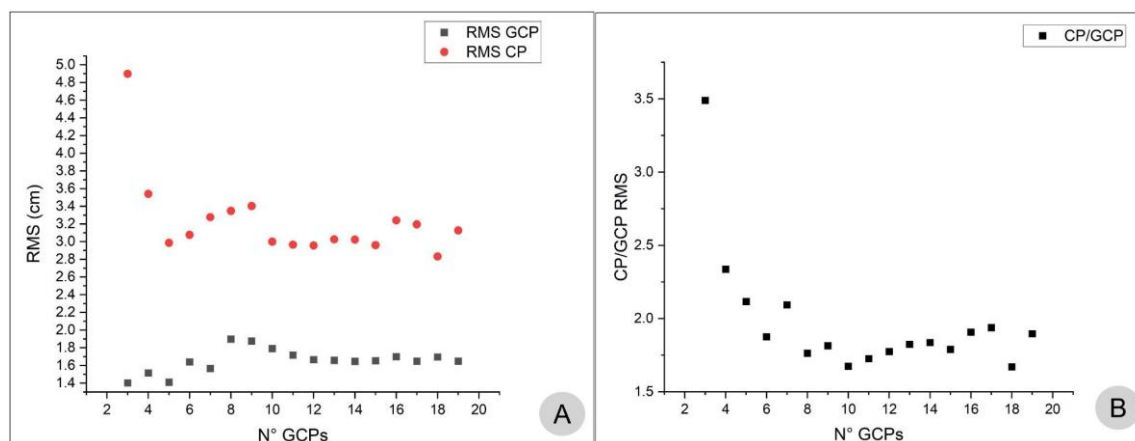 RMS GCP
RMS CP
5.0
4.8
4.6
4.4
4.2
4.0
3.8
3.6
3.4
3.2
3.0
2.8
2.6
2.4
2.2
2.0
1.8
1.6
1.4
RMS (cm)
2 4 6 8 10 12 14 16 18 20
N° GCPs
A
CP/GCP
3.5
3.0
2.5
2.0
1.5
CP/GCP RMS
2 4 6 8 10 12 14 16 18 20
N° GCPs
B